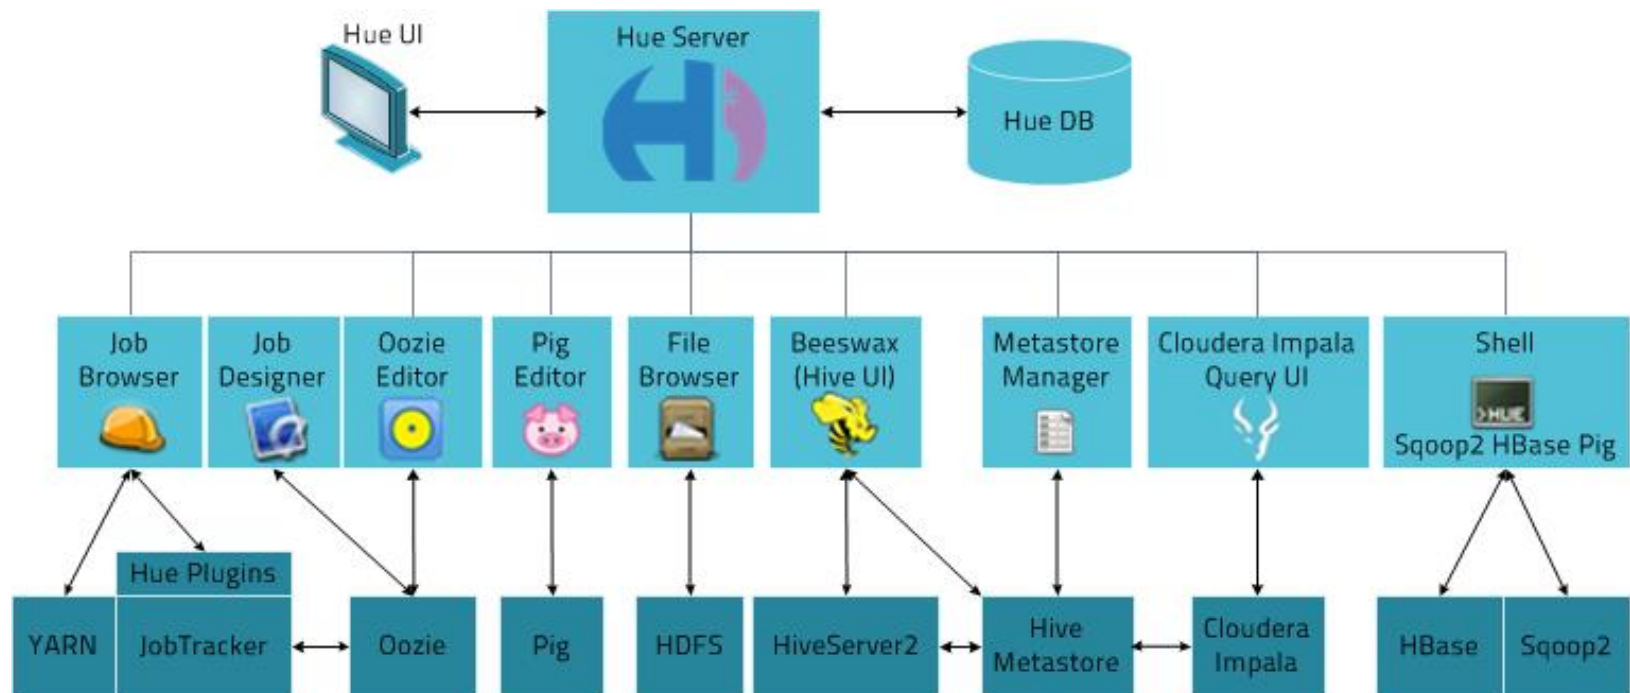 Hue UI
Hue Server
Hue DB
Job
Browser
Job
Designer
Oozie
Editor
Pig
Editor
File
Browser
Beeswax
(Hive UI)
Metastore
Manager
Cloudera Impala
Query UI
Shell
>HUE
Sqoop2 HBase Pig
Hue Plugins
YARN
JobTracker
Oozie
Pig
HDFS
HiveServer2
Hive
Metastore
Cloudera
Impala
HBase
Sqoop2